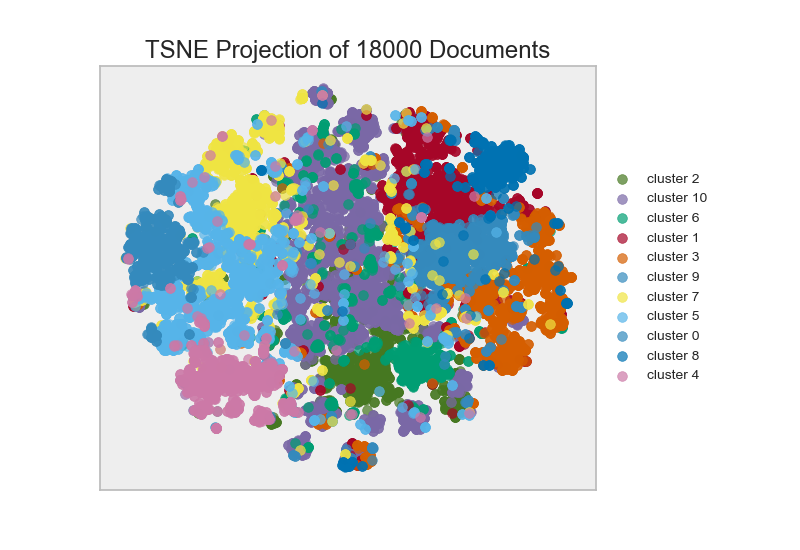 TSNE Projection of 18000 Documents
cluster 2
cluster 10
cluster 6
cluster 1
cluster 3
cluster 9
cluster 7
cluster 5
cluster 0
cluster 8
cluster 4